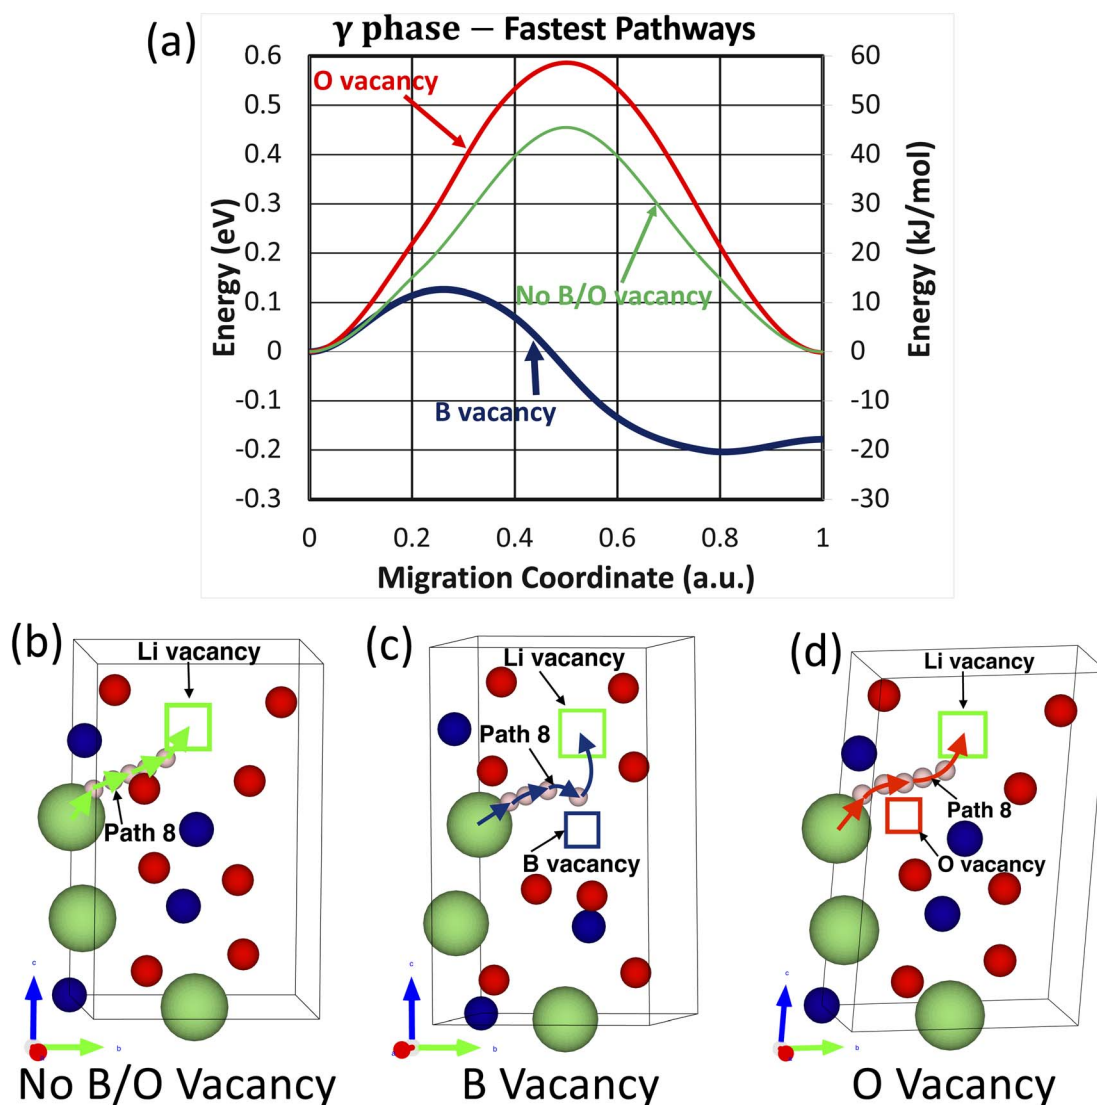 (a)
γ phase – Fastest Pathways
0.6
0.5
0.4
0.3
0.2
0.1
0
-0.1
-0.2
-0.3
Energy (eV)
O vacancy
No B/O vacancy
B vacancy
60
50
40
30
20
10
0
-10
-20
-30
Energy (kJ/mol)
0 0.2 0.4 0.6 0.8 1
Migration Coordinate (a.u.)
(b)
Li vacancy
Path 8
c
b
No B/O Vacancy
(c)
Li vacancy
Path 8
B vacancy
c
b
B Vacancy
(d)
Li vacancy
Path 8
O vacancy
c
b
O Vacancy